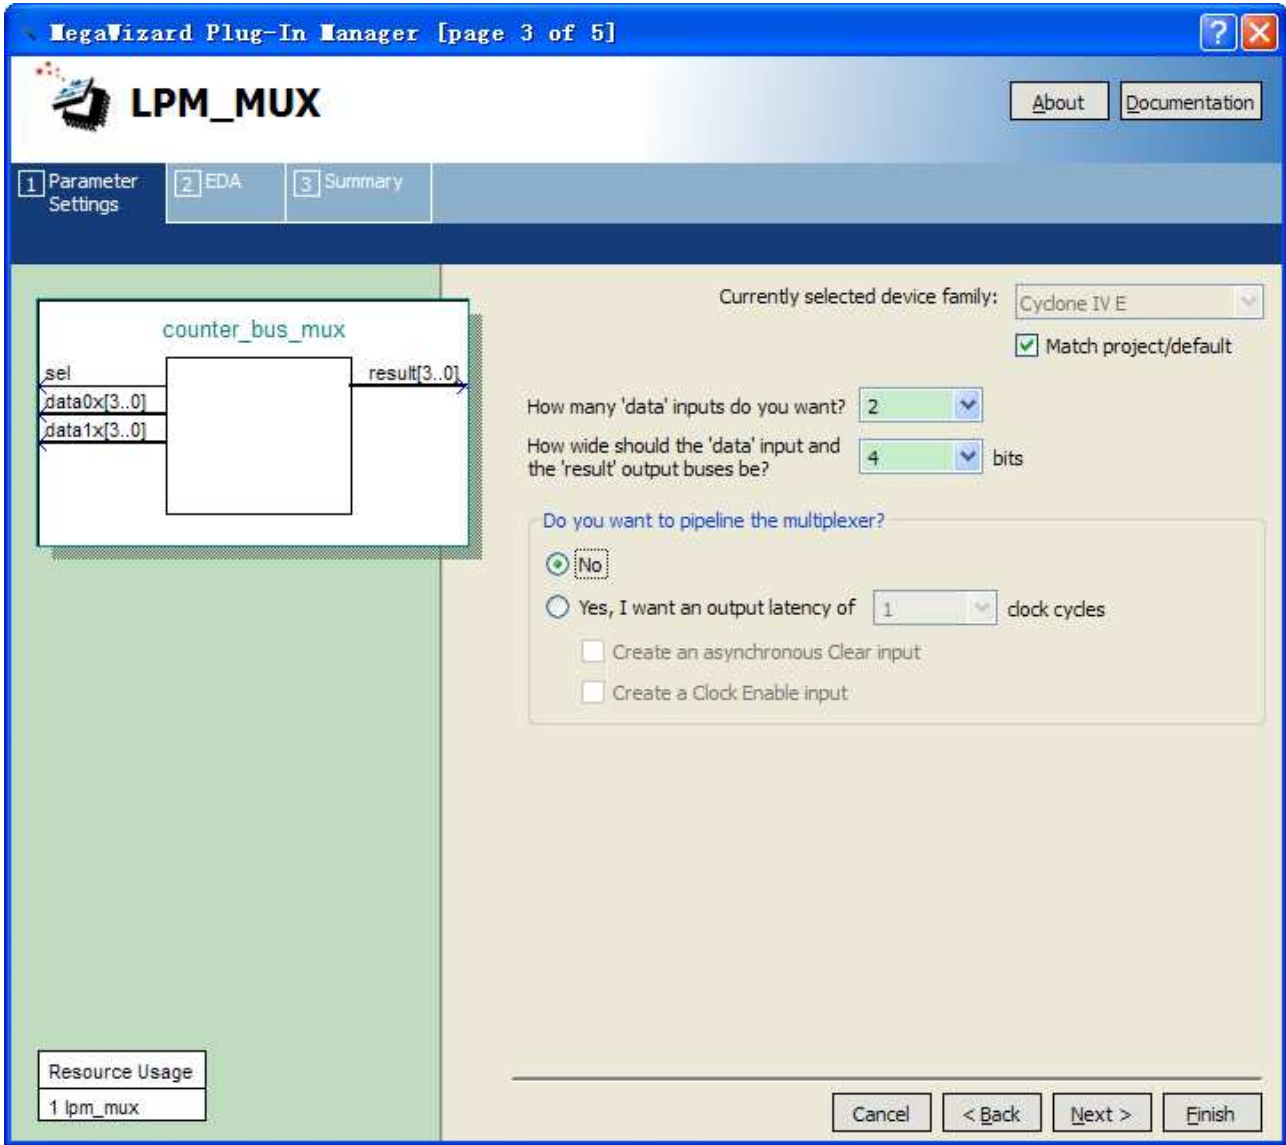 MegaWizard Plug-In Manager [page 3 of 5]
LPM_MUX
About
Documentation
1 Parameter Settings
2 EDA
3 Summary
counter_bus_mux
sel
result[3..0]
data0x[3..0]
data1x[3..0]
Currently selected device family:
Cyclone IV E
Match project/default
How many 'data' inputs do you want?
2
How wide should the 'data' input and
the 'result' output buses be?
4
bits
Do you want to pipeline the multiplexer?
No
Yes, I want an output latency of
1
clock cycles
Create an asynchronous Clear input
Create a Clock Enable input
Resource Usage
1 lpm_mux
Cancel
< Back
Next >
Finish